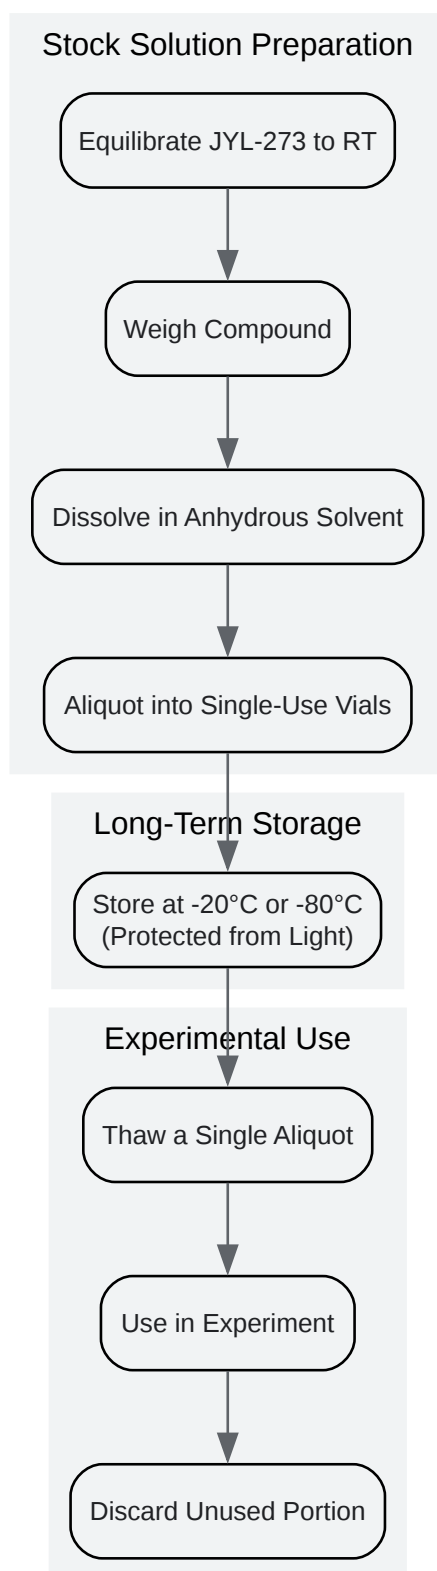 Stock Solution Preparation
Equilibrate JYL-273 to RT
Weigh Compound
Dissolve in Anhydrous Solvent
Aliquot into Single-Use Vials
Long-Term Storage
Store at -20°C or -80°C
(Protected from Light)
Experimental Use
Thaw a Single Aliquot
Use in Experiment
Discard Unused Portion